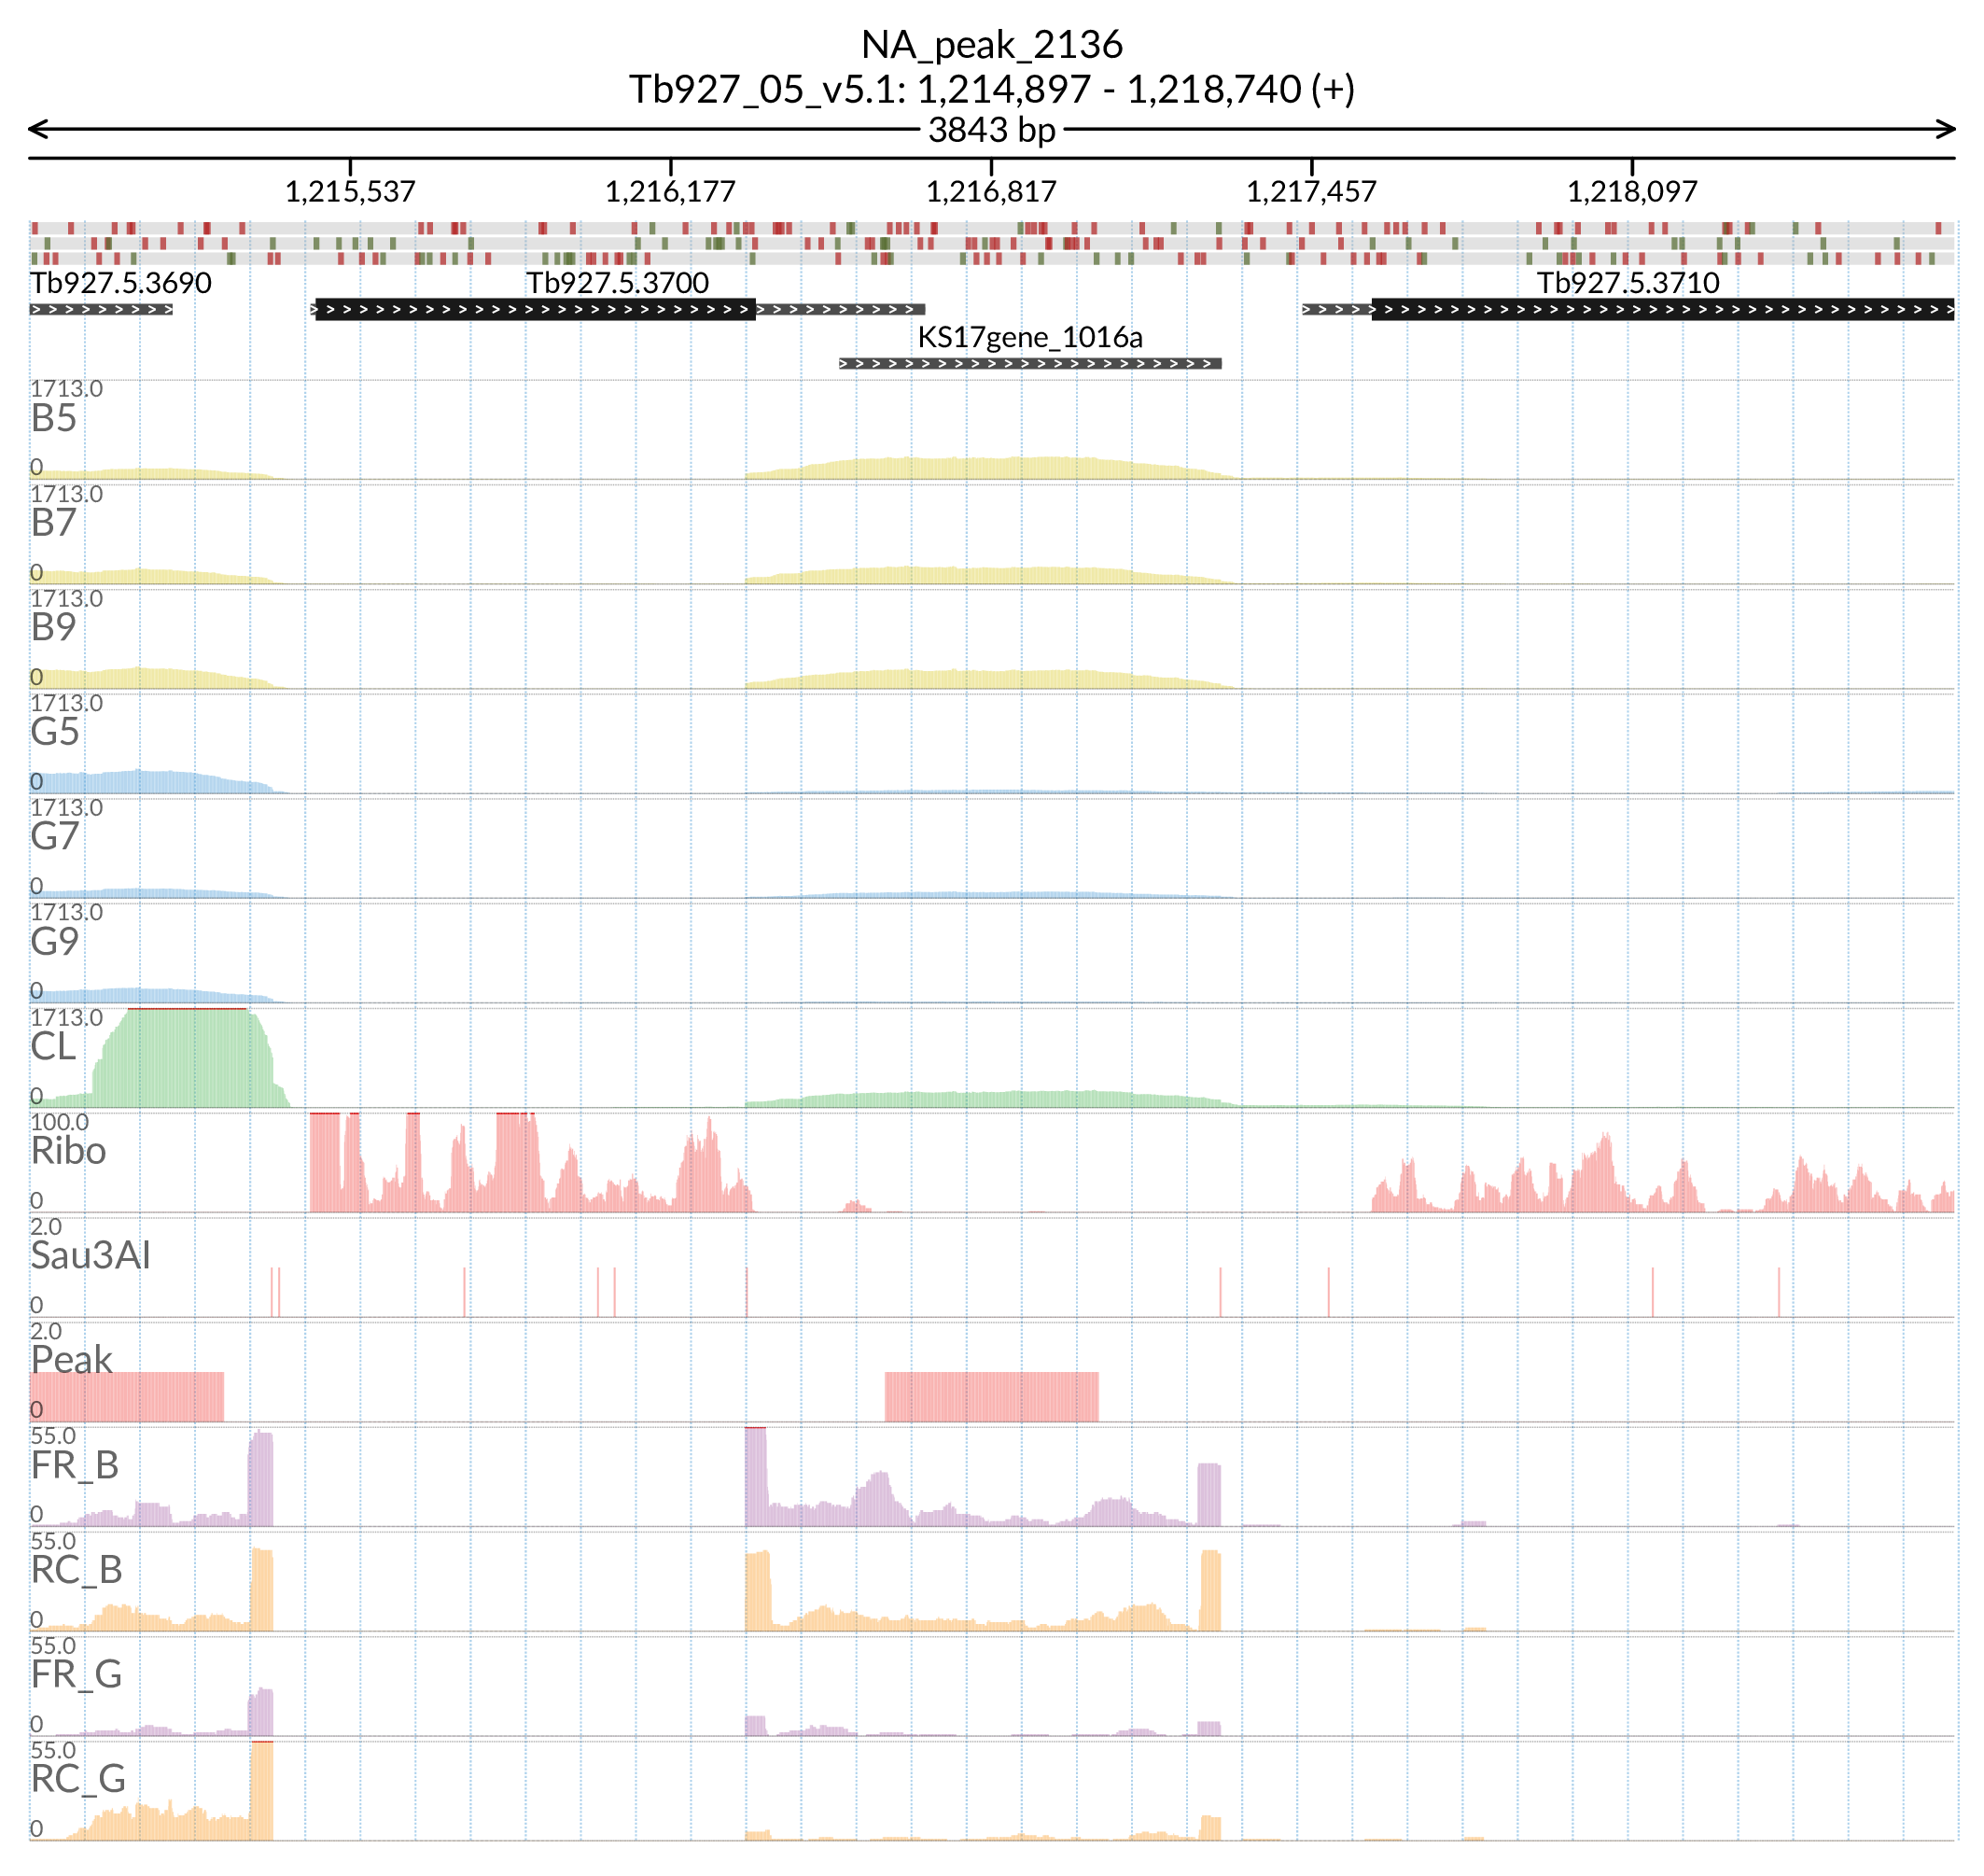 NA_peak_2136
Tb927_05_v5.1: 1,214,897 - 1,218,740 (+)
3843 bp
1,215,537 1,216,177 1,216,817 1,217,457 1,218,097
Tb927.5.3690 Tb927.5.3700 Tb927.5.3710
KS17gene_1016a
1713.0
B5
0
1713.0
B7
0
1713.0
B9
0
1713.0
G5
0
1713.0
G7
0
1713.0
G9
0
1713.0
CL
0
100.0
Ribo
0
2.0
Sau3AI
0
2.0
Peak
0
55.0
FR_B
0
55.0
RC_B
0
55.0
FR_G
0
55.0
RC_G
0